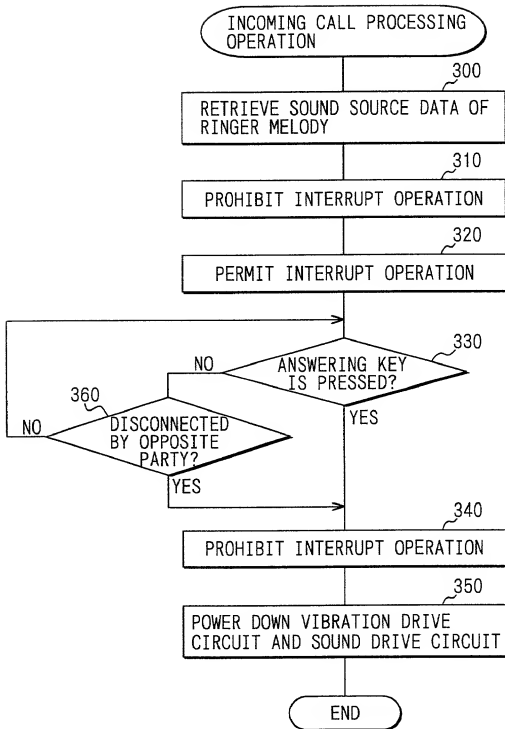 INCOMING CALL PROCESSING
OPERATION
300
RETRIEVE SOUND SOURCE DATA OF
RINGER MELODY
310
PROHIBIT INTERRUPT OPERATION
320
PERMIT INTERRUPT OPERATION
330
NO
ANSWERING KEY
IS PRESSED?
YES
360
NO
DISCONNECTED
BY OPPOSITE
PARTY?
YES
340
PROHIBIT INTERRUPT OPERATION
350
POWER DOWN VIBRATION DRIVE
CIRCUIT AND SOUND DRIVE CIRCUIT
END